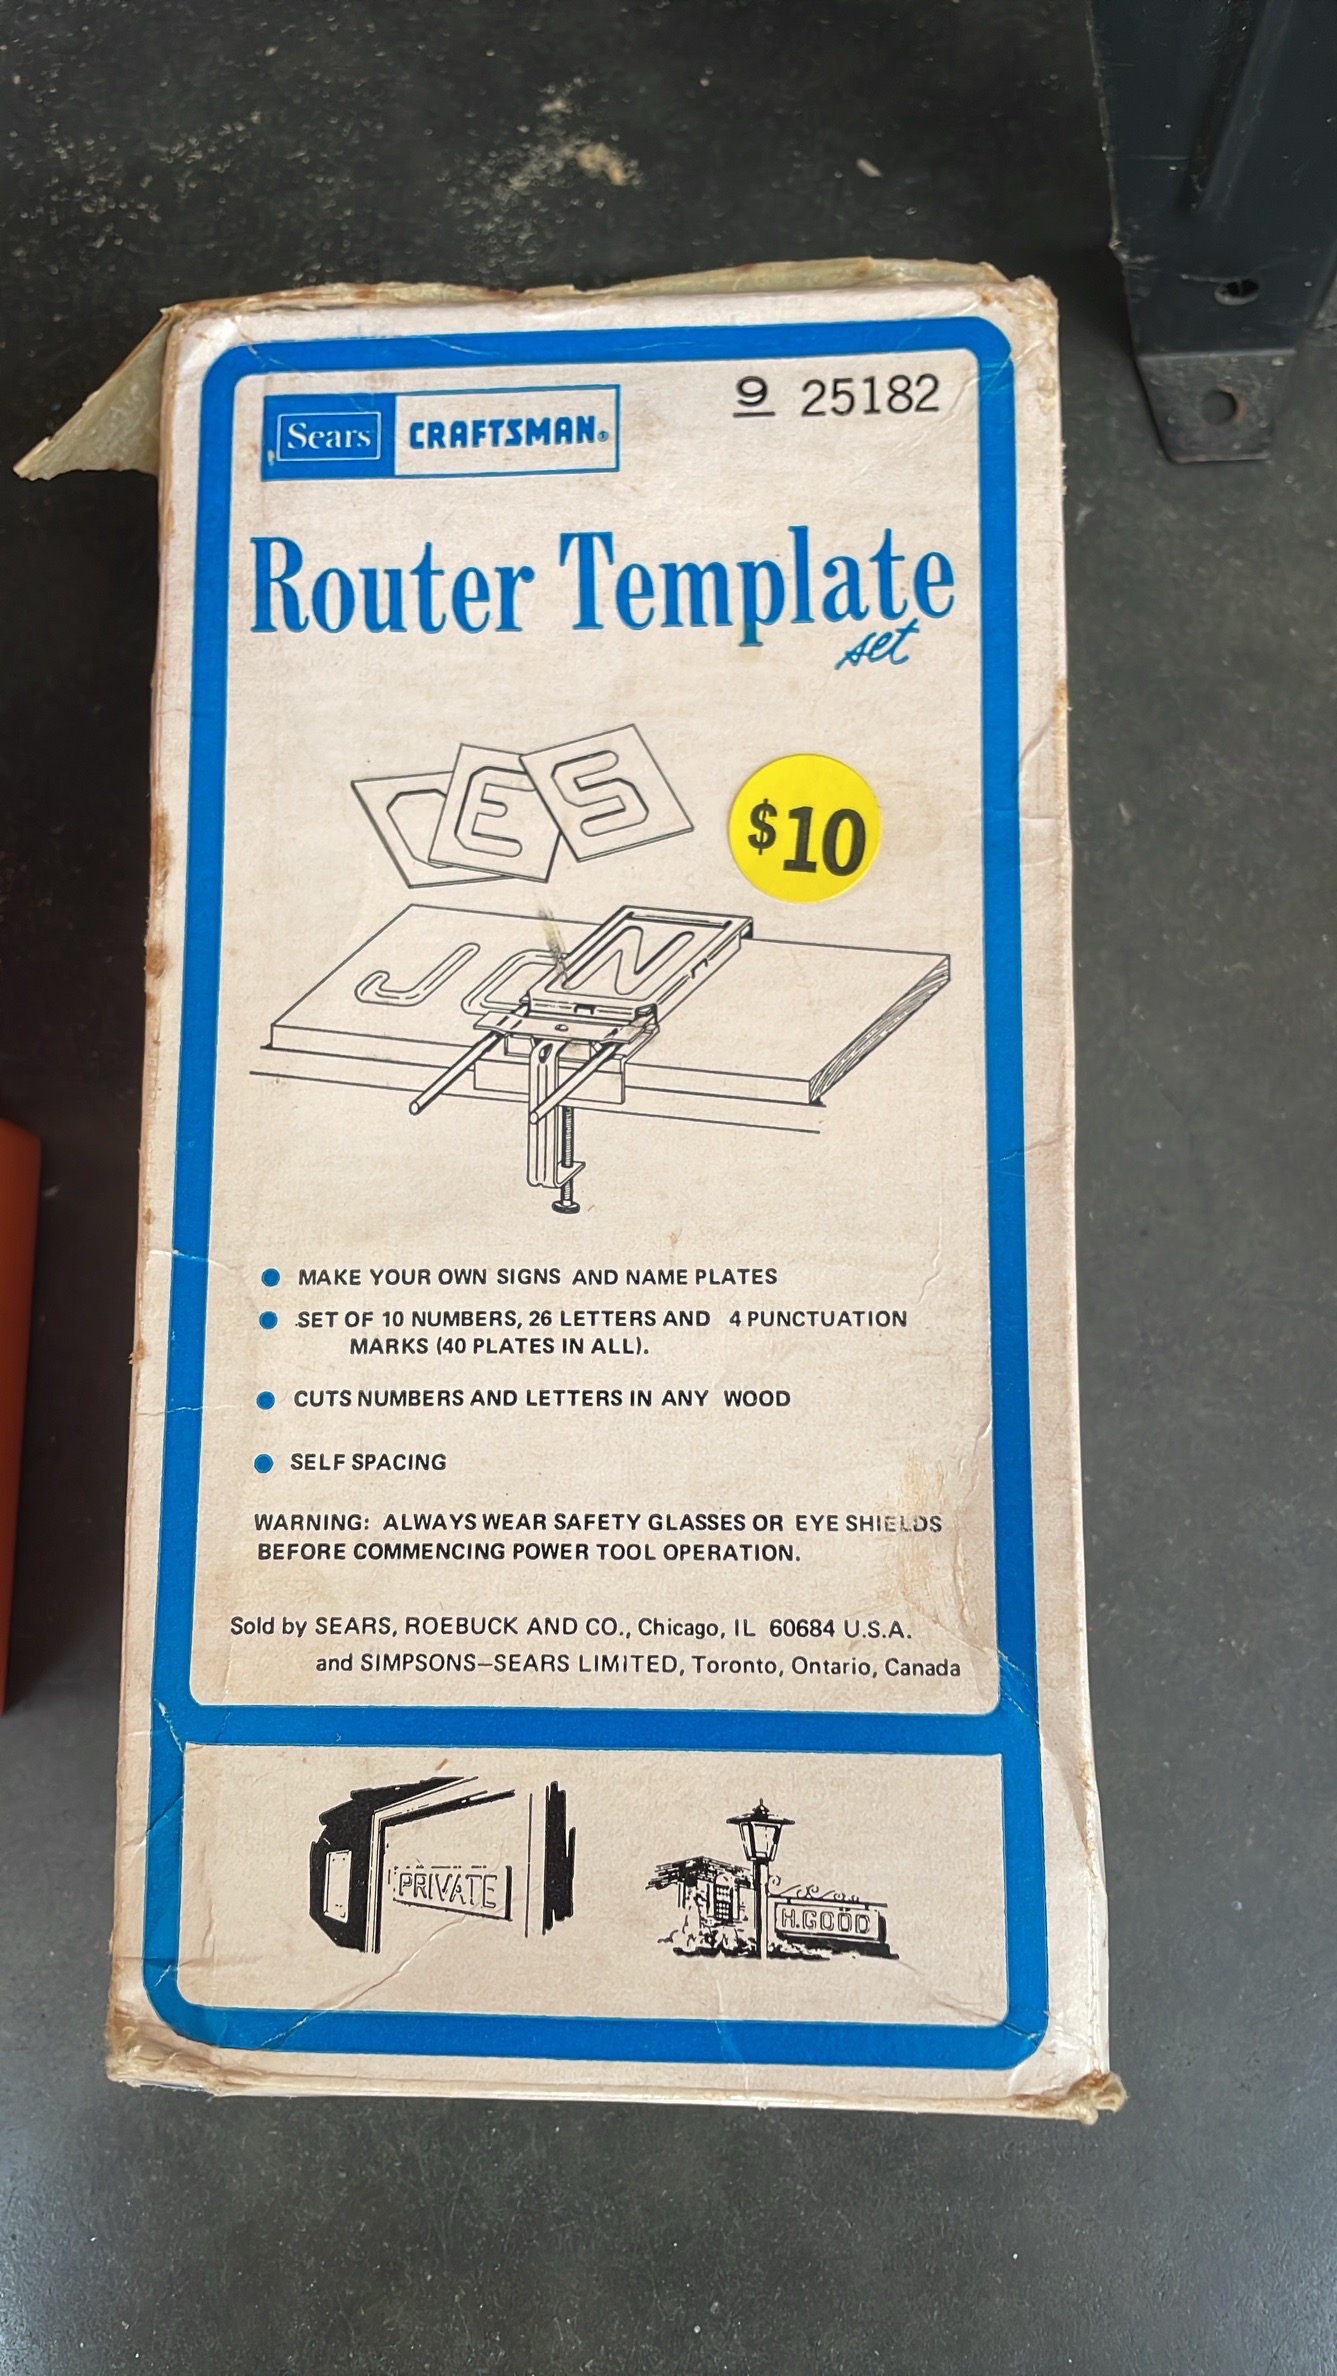 Sears CRAFTSMAN®
9 25182
Router Template
set
C E S
$10
J O N
MAKE YOUR OWN SIGNS AND NAME PLATES
SET OF 10 NUMBERS, 26 LETTERS AND 4 PUNCTUATION
MARKS (40 PLATES IN ALL).
CUTS NUMBERS AND LETTERS IN ANY WOOD
SELF SPACING
WARNING: ALWAYS WEAR SAFETY GLASSES OR EYE SHIELDS
BEFORE COMMENCING POWER TOOL OPERATION.
Sold by SEARS, ROEBUCK AND CO., Chicago, IL 60684 U.S.A.
and SIMPSONS–SEARS LIMITED, Toronto, Ontario, Canada
PRIVATE
H.GOOD